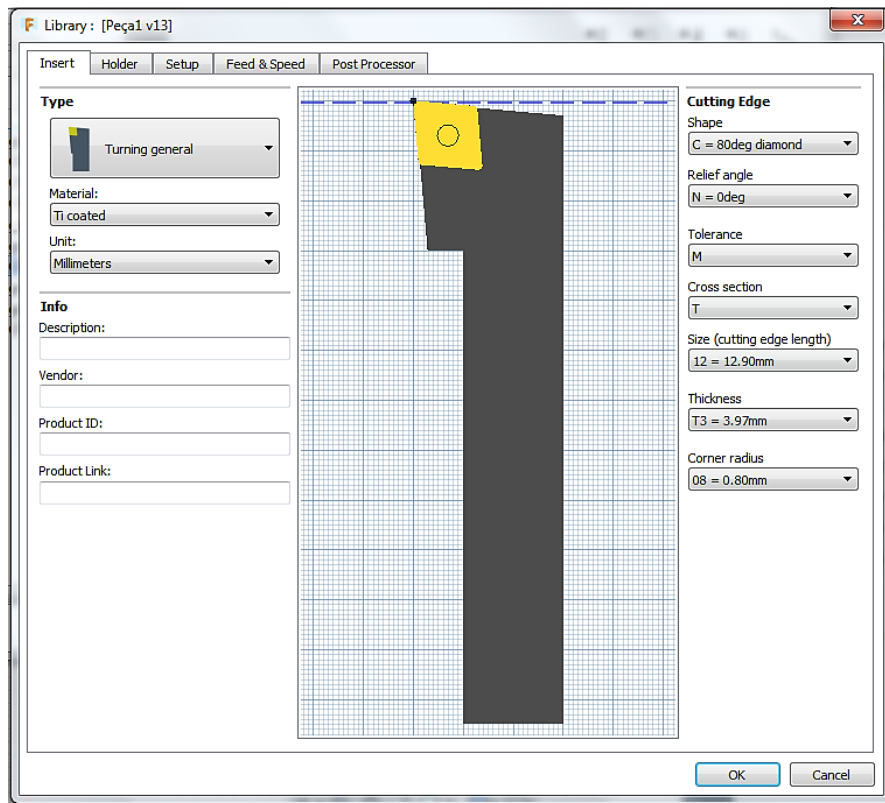 Library : [Peça1 v13]
Insert
Holder
Setup
Feed & Speed
Post Processor
Type
Turning general
Material:
Ti coated
Unit:
Millimeters
Info
Description:
Vendor:
Product ID:
Product Link:
Cutting Edge
Shape
C = 80deg diamond
Relief angle
N = 0deg
Tolerance
M
Cross section
T
Size (cutting edge length)
12 = 12.90mm
Thickness
T3 = 3.97mm
Corner radius
08 = 0.80mm
OK
Cancel